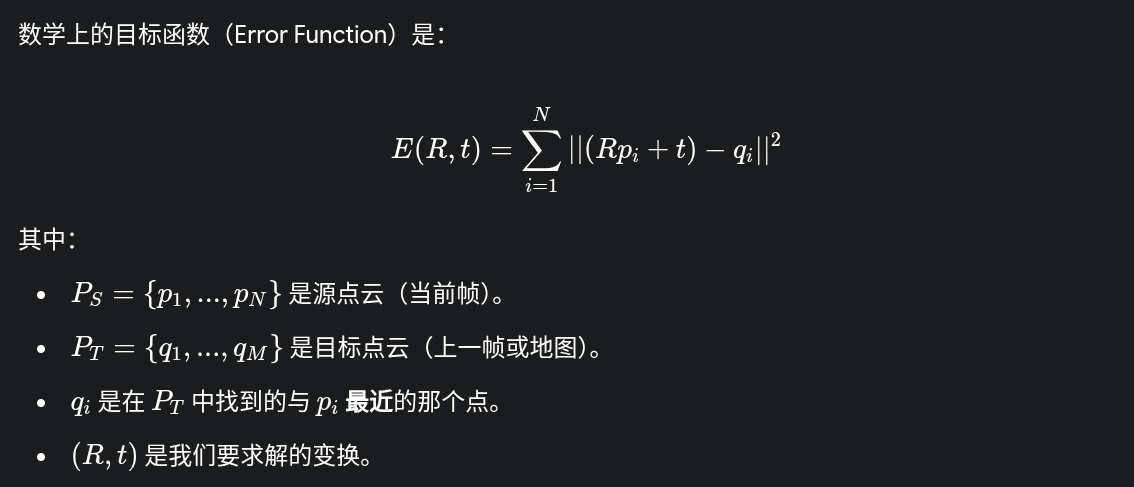 数学上的目标函数（Error Function）是：
$$E(R, t) = \sum_{i=1}^{N} ||(Rp_i + t) - q_i||^2$$
其中：
• $P_S = \{p_1, ..., p_N\}$ 是源点云（当前帧）。
• $P_T = \{q_1, ..., q_M\}$ 是目标点云（上一帧或地图）。
• $q_i$ 是在 $P_T$ 中找到的与 $p_i$ 最近的那个点。
• $(R, t)$ 是我们要求解的变换。